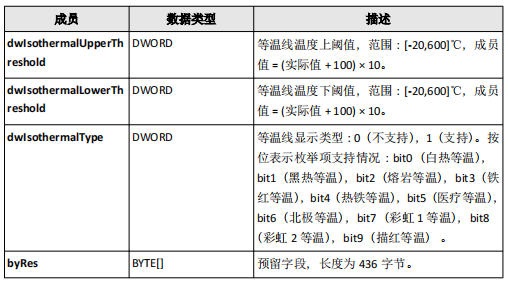 成员 数据类型 描述
dwIsothermalUpperTh DWORD 等温线温度上阈值，范围：[-20,600]℃，成员
reshold 值 = (实际值 + 100) × 10。
dwIsothermalLowerTh DWORD 等温线温度下阈值，范围：[-20,600]℃，成员
reshold 值 = (实际值 + 100) × 10。
dwIsothermalType DWORD 等温线显示类型：0（不支持），1（支持）。按
位表示枚举项支持情况：bit0（白热等温），
bit1（黑热等温），bit2（熔岩等温），bit3（铁
红等温），bit4（热铁等温），bit5（医疗等温），
bit6（北极等温），bit7（彩虹 1 等温），bit8
（彩虹 2 等温），bit9（描红等温） 。
byRes BYTE[] 预留字段，长度为 436 字节。